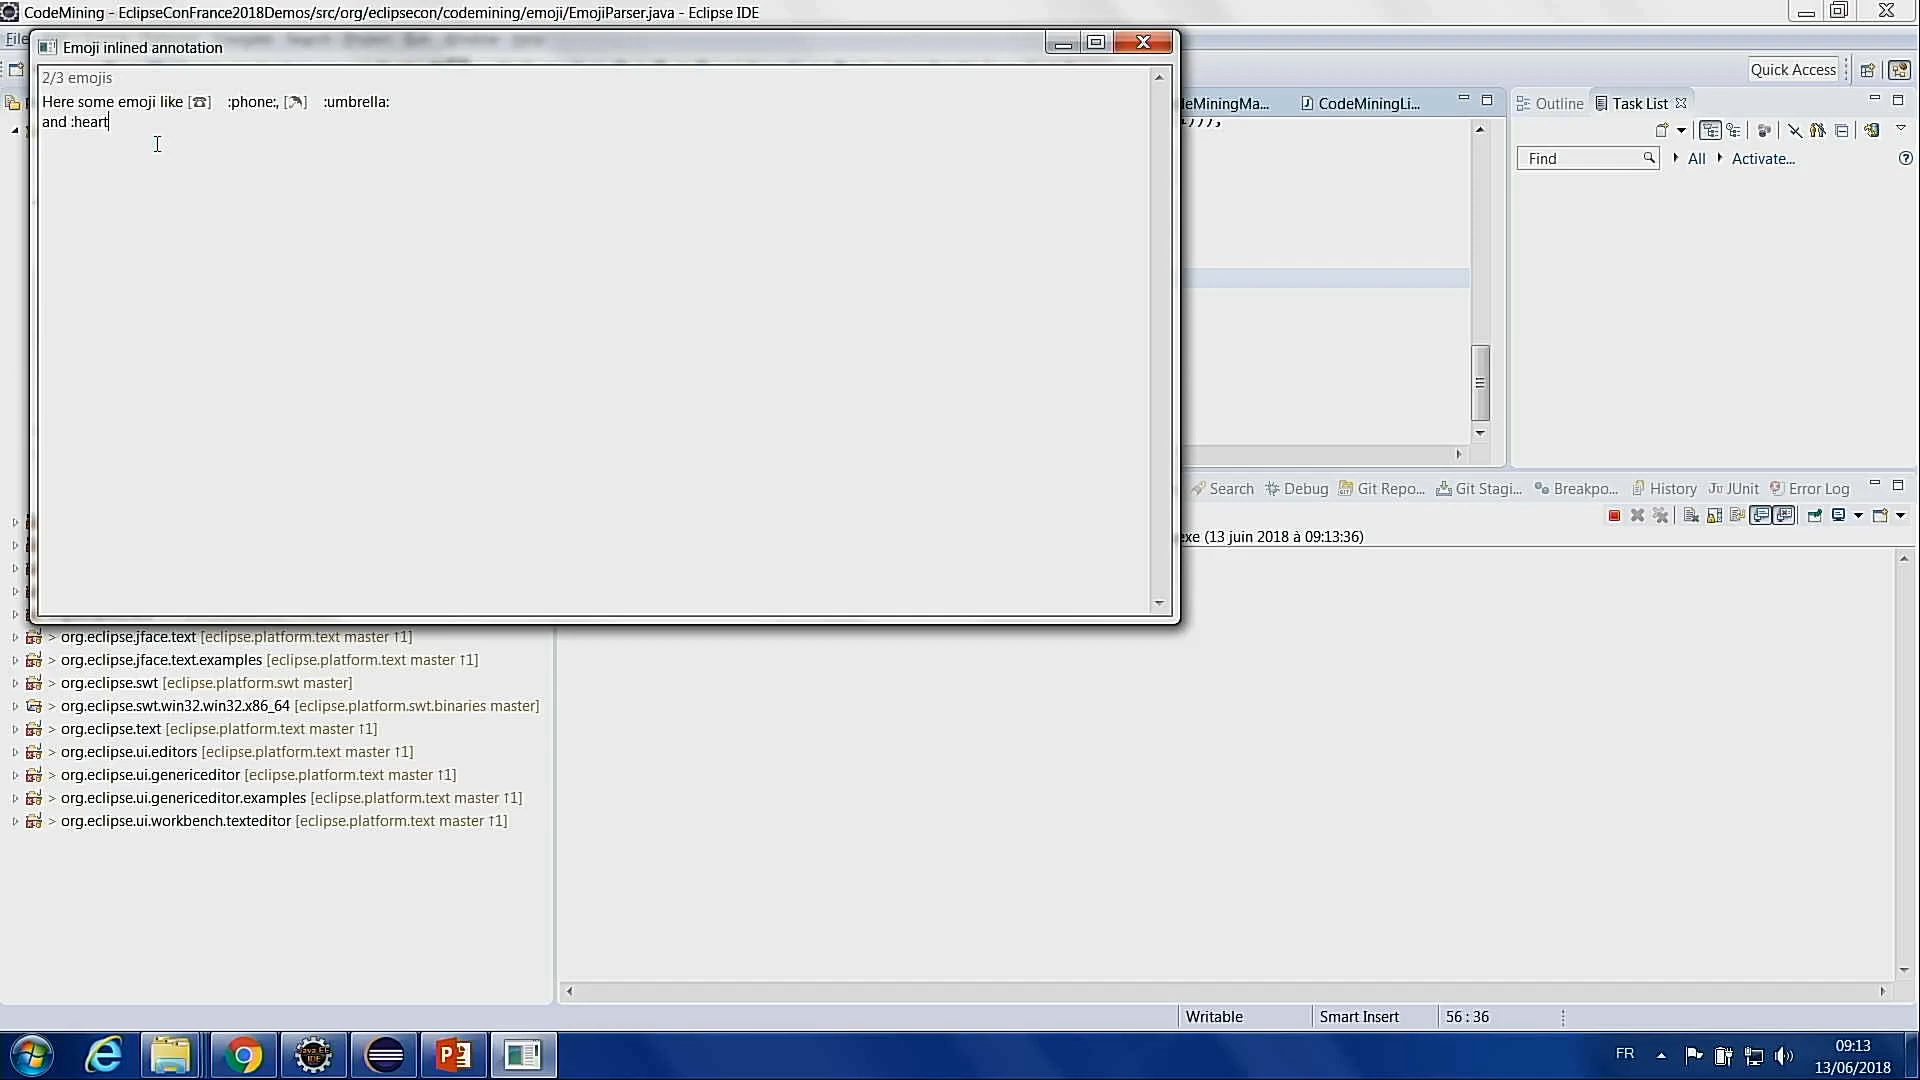 CodeMining - EclipseConFrance2018Demos/src/org/eclipsecon/codemining/emoji/EmojiParser.java - Eclipse IDE
File
Emoji inlined annotation
2/3 emojis
Here some emoji like [☎] :phone:, [☂] :umbrella:
and :heart
Quick Access
deMiningMa...
CodeMiningLi...
Outline
Task List
Find
All
Activate...
Search
Debug
Git Repo...
Git Stagi...
Breakpo...
History
JUnit
Error Log
exe (13 juin 2018 à 09:13:36)
> org.eclipse.jface.text [eclipse.platform.text master ↑1]
> org.eclipse.jface.text.examples [eclipse.platform.text master ↑1]
> org.eclipse.swt [eclipse.platform.swt master]
> org.eclipse.swt.win32.win32.x86_64 [eclipse.platform.swt.binaries master]
> org.eclipse.text [eclipse.platform.text master ↑1]
> org.eclipse.ui.editors [eclipse.platform.text master ↑1]
> org.eclipse.ui.genericeditor [eclipse.platform.text master ↑1]
> org.eclipse.ui.genericeditor.examples [eclipse.platform.text master ↑1]
> org.eclipse.ui.workbench.texteditor [eclipse.platform.text master ↑1]
Writable
Smart Insert
56 : 36
Java EE
IDE
FR
09:13
13/06/2018